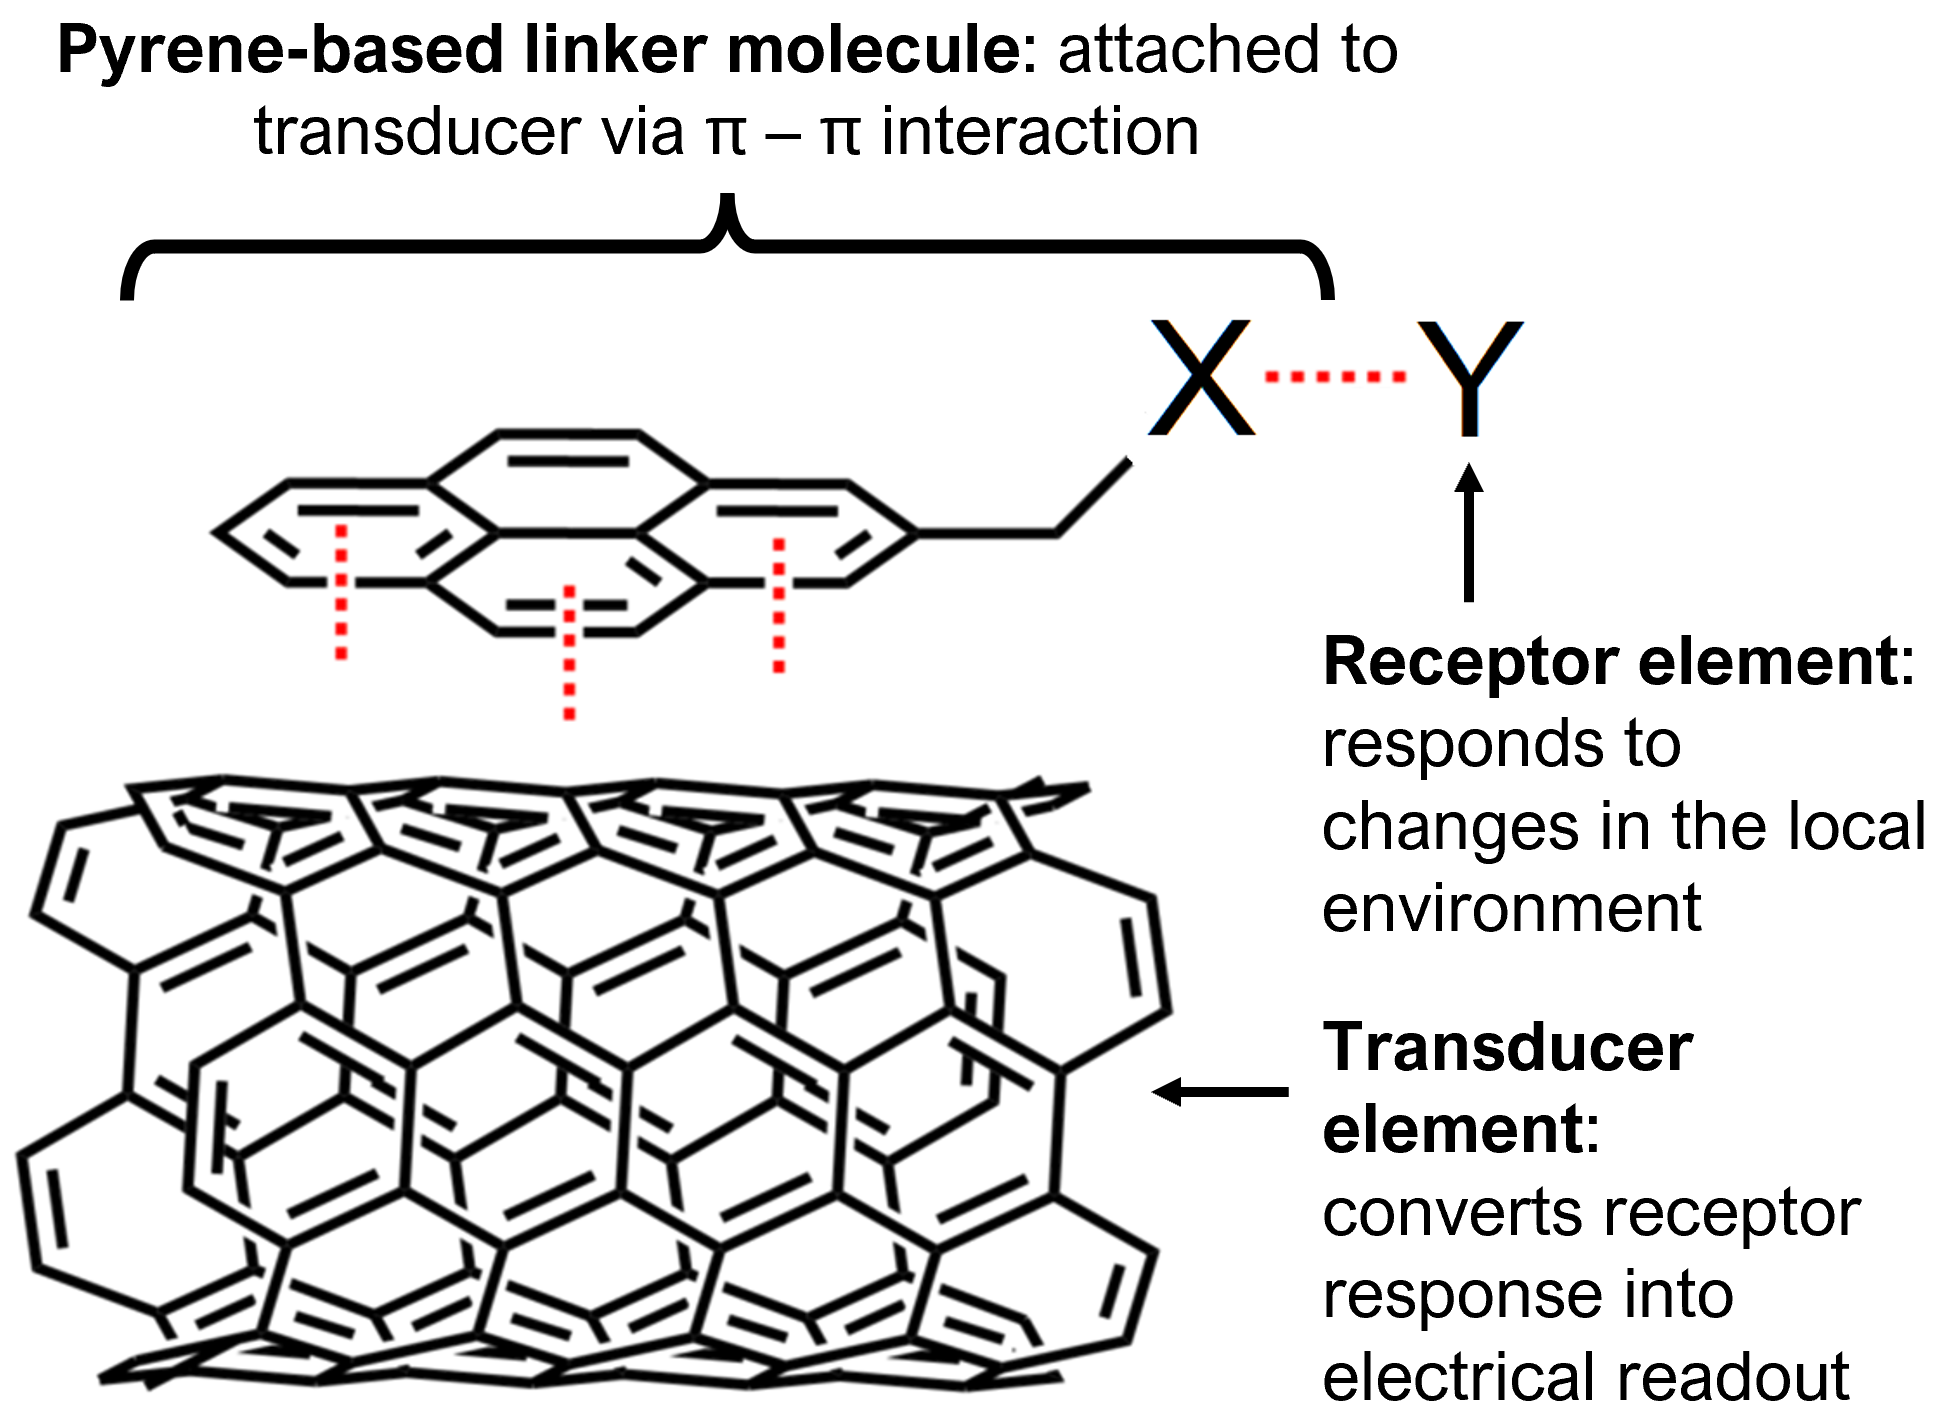 Pyrene-based linker molecule: attached to
transducer via π – π interaction
X Y
Receptor element:
responds to
changes in the local
environment
Transducer
element:
converts receptor
response into
electrical readout